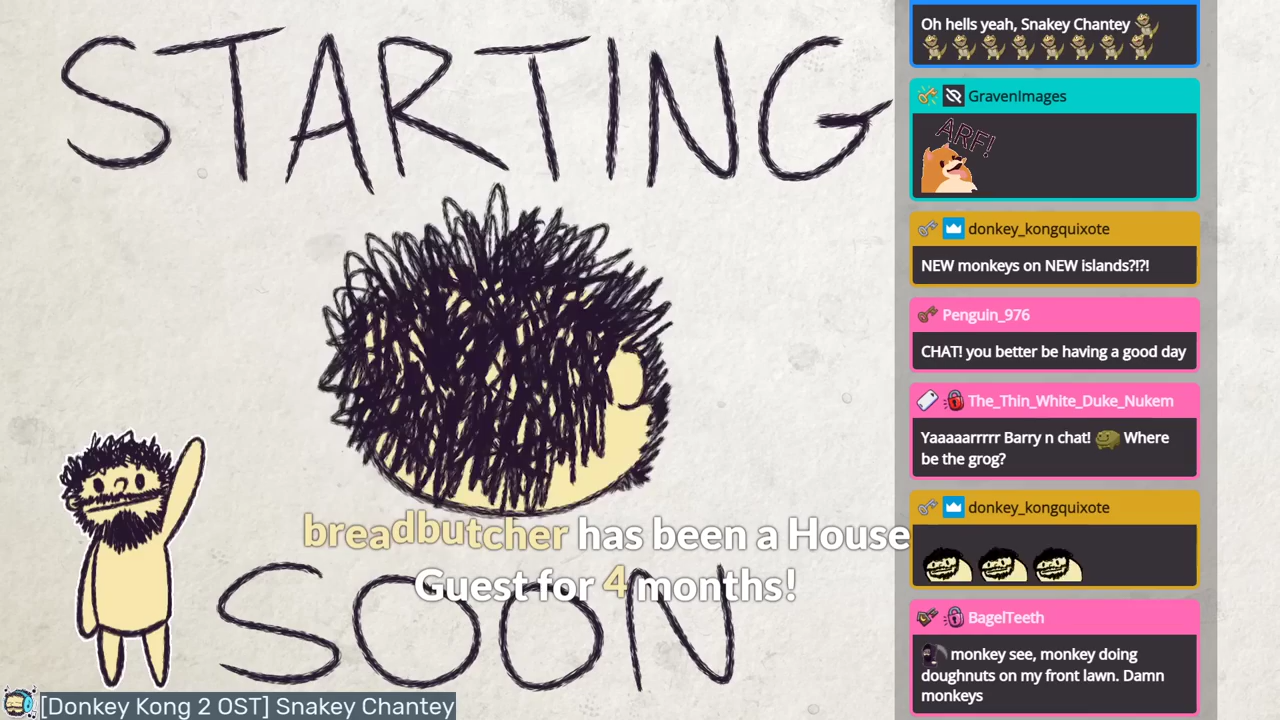 STARTING
breadbutcher has been a House
Guest for 4 months!
SOON
[Donkey Kong 2 OST] Snakey Chantey
Oh hells yeah, Snakey Chantey
GravenImages
ARF!
donkey_kongquixote
NEW monkeys on NEW islands?!?!
Penguin_976
CHAT! you better be having a good day
The_Thin_White_Duke_Nukem
Yaaaaarrrrr Barry n chat! Where
be the grog?
donkey_kongquixote
BagelTeeth
monkey see, monkey doing
doughnuts on my front lawn. Damn
monkeys